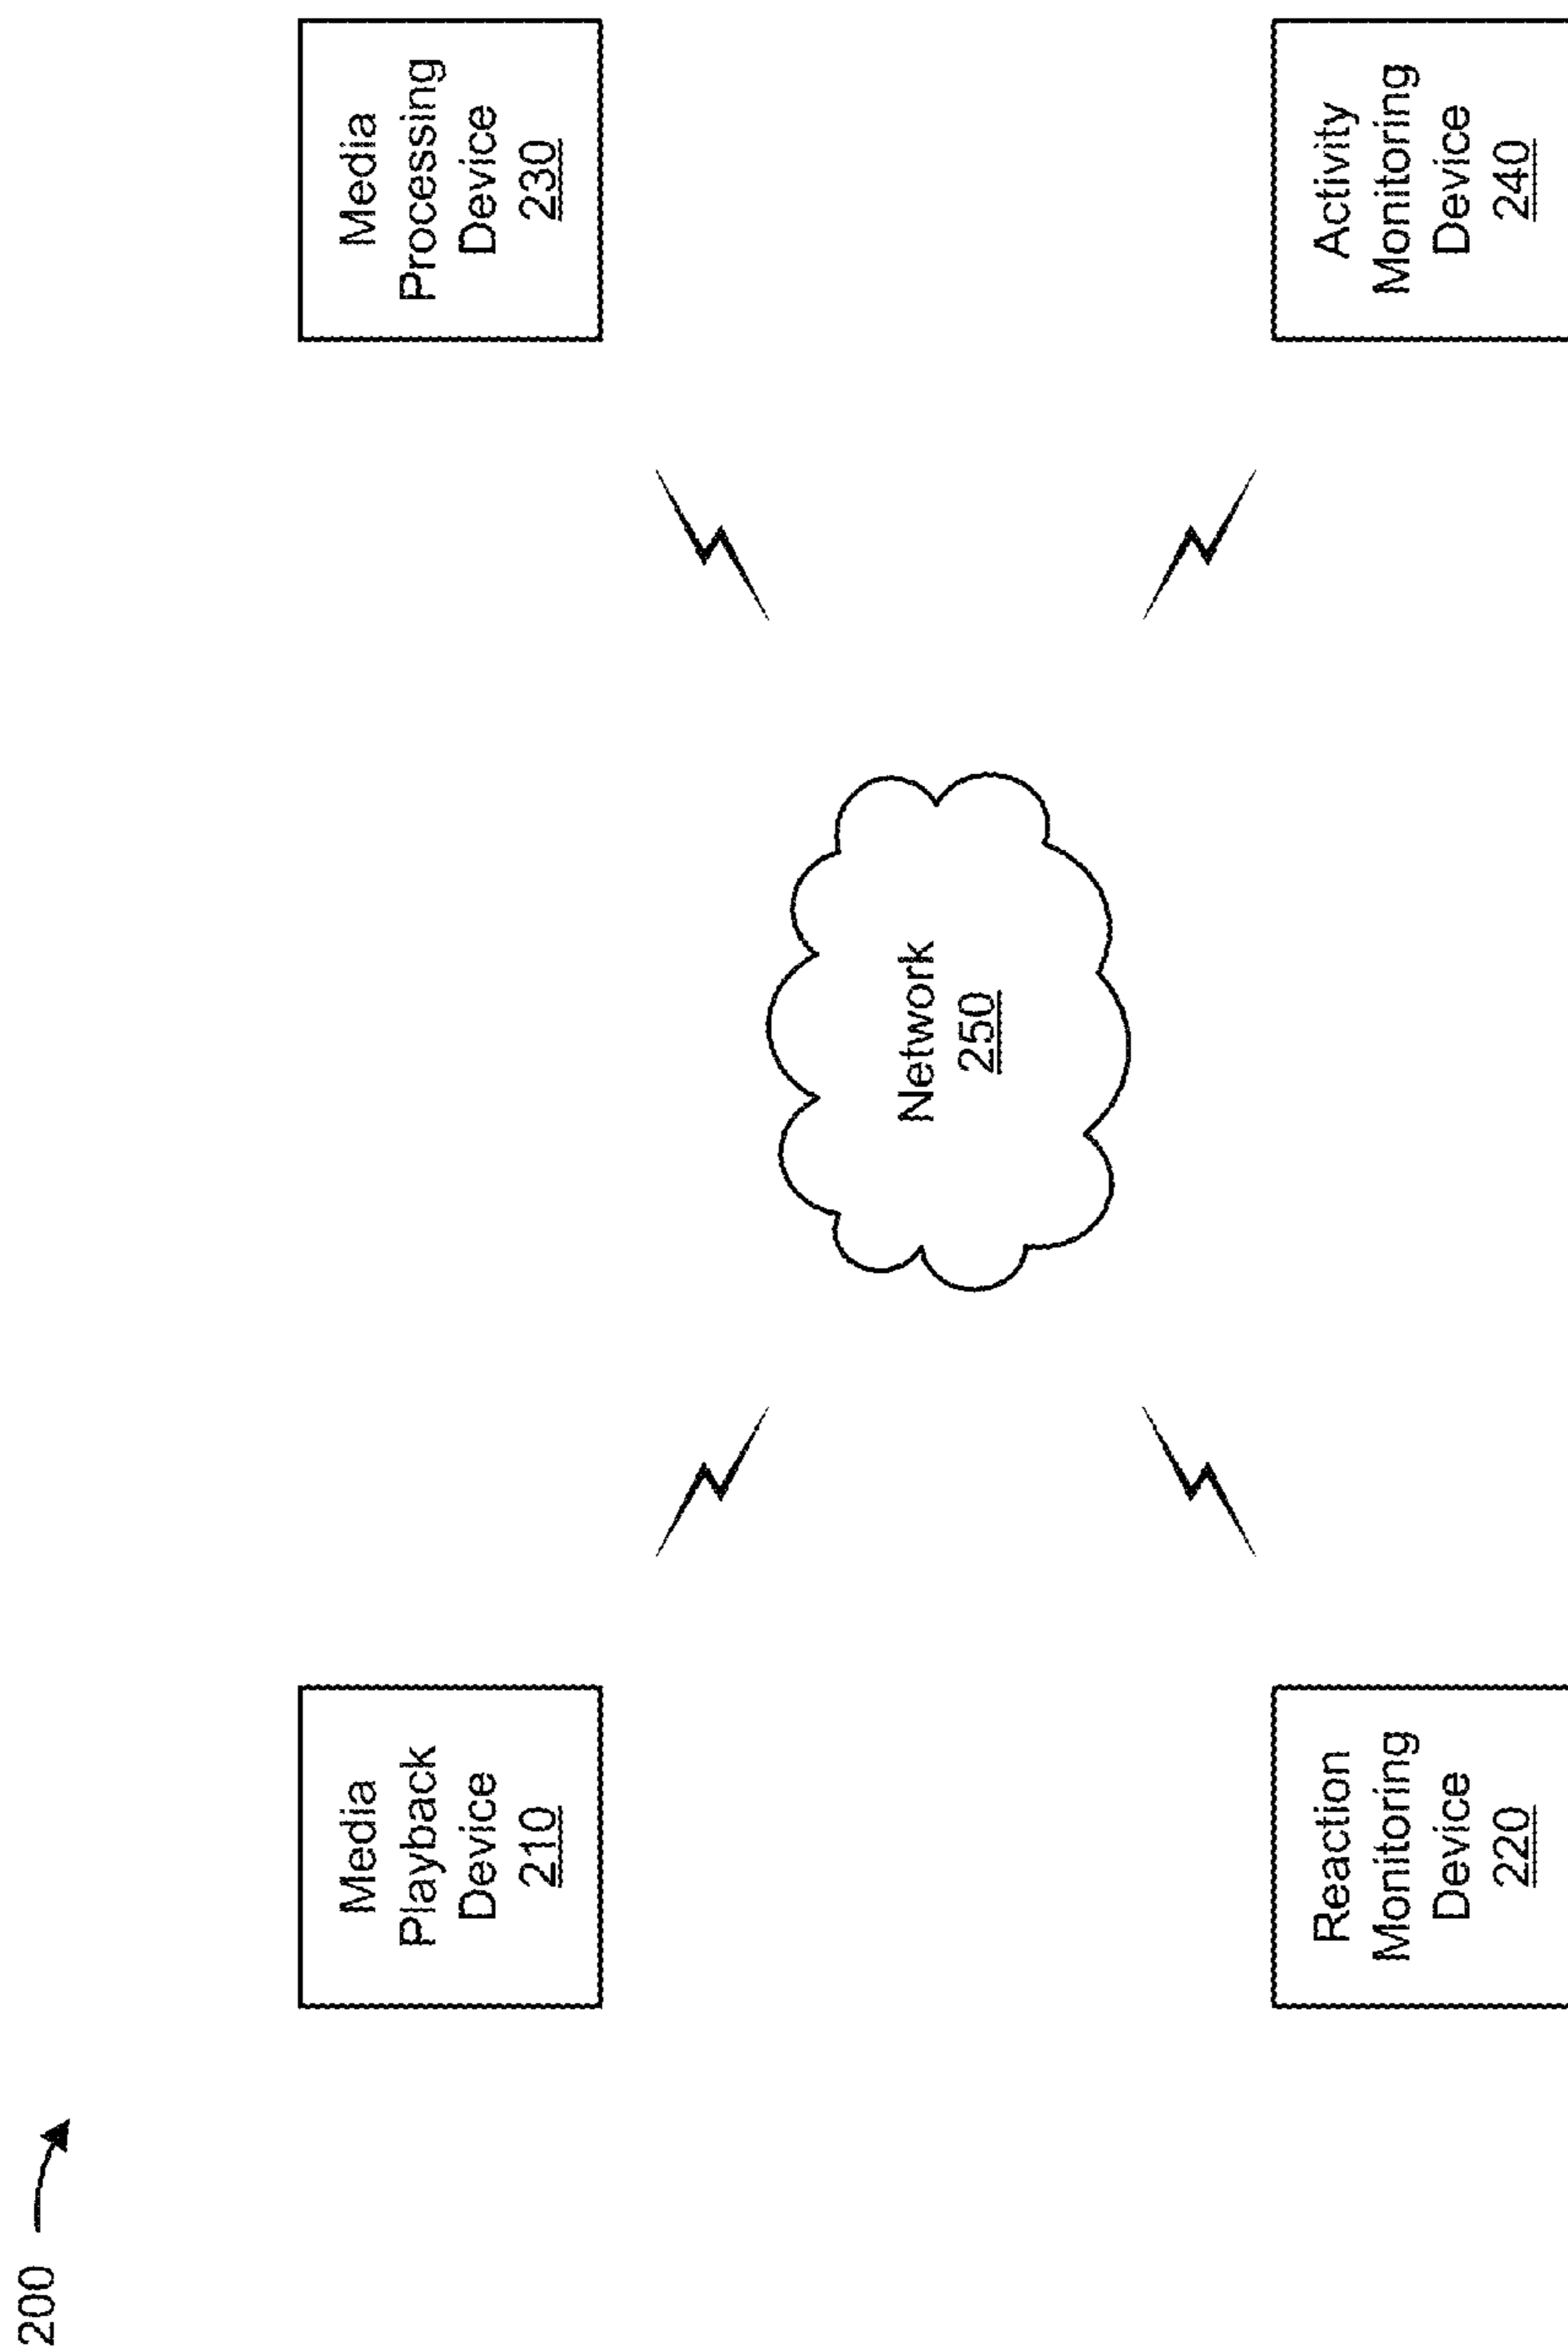 200
Media
Playback
Device
210
Media
Processing
Device
230
Network
250
Reaction
Monitoring
Device
220
Activity
Monitoring
Device
240